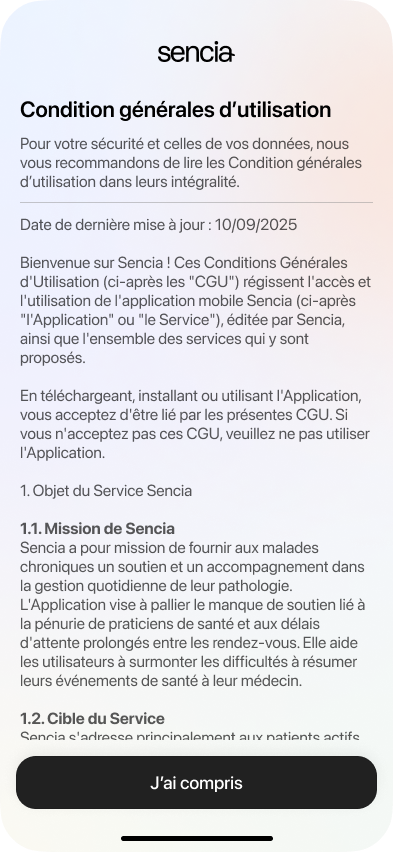 sencia
Condition générales d'utilisation
Pour votre sécurité et celles de vos données, nous
vous recommandons de lire les Condition générales
d'utilisation dans leurs intégralité.
Date de dernière mise à jour : 10/09/2025
Bienvenue sur Sencia ! Ces Conditions Générales
d'Utilisation (ci-après les "CGU") régissent l'accès et
l'utilisation de l'application mobile Sencia (ci-après
"l'Application" ou "le Service"), éditée par Sencia,
ainsi que l'ensemble des services qui y sont
proposés.
En téléchargeant, installant ou utilisant l'Application,
vous acceptez d'être lié par les présentes CGU. Si
vous n'acceptez pas ces CGU, veuillez ne pas utiliser
l'Application.
1. Objet du Service Sencia
1.1. Mission de Sencia
Sencia a pour mission de fournir aux malades
chroniques un soutien et un accompagnement dans
la gestion quotidienne de leur pathologie.
L'Application vise à pallier le manque de soutien lié à
la pénurie de praticiens de santé et aux délais
d'attente prolongés entre les rendez-vous. Elle aide
les utilisateurs à surmonter les difficultés à résumer
leurs événements de santé à leur médecin.
1.2. Cible du Service
Sencia s'adresse principalement aux patients actifs
J'ai compris